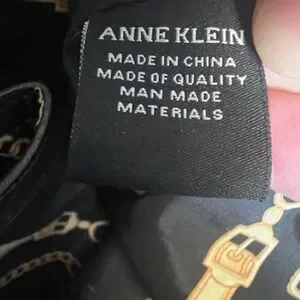 ANNE KLEIN
MADE IN CHINA
MADE OF QUALITY
MAN MADE
MATERIALS